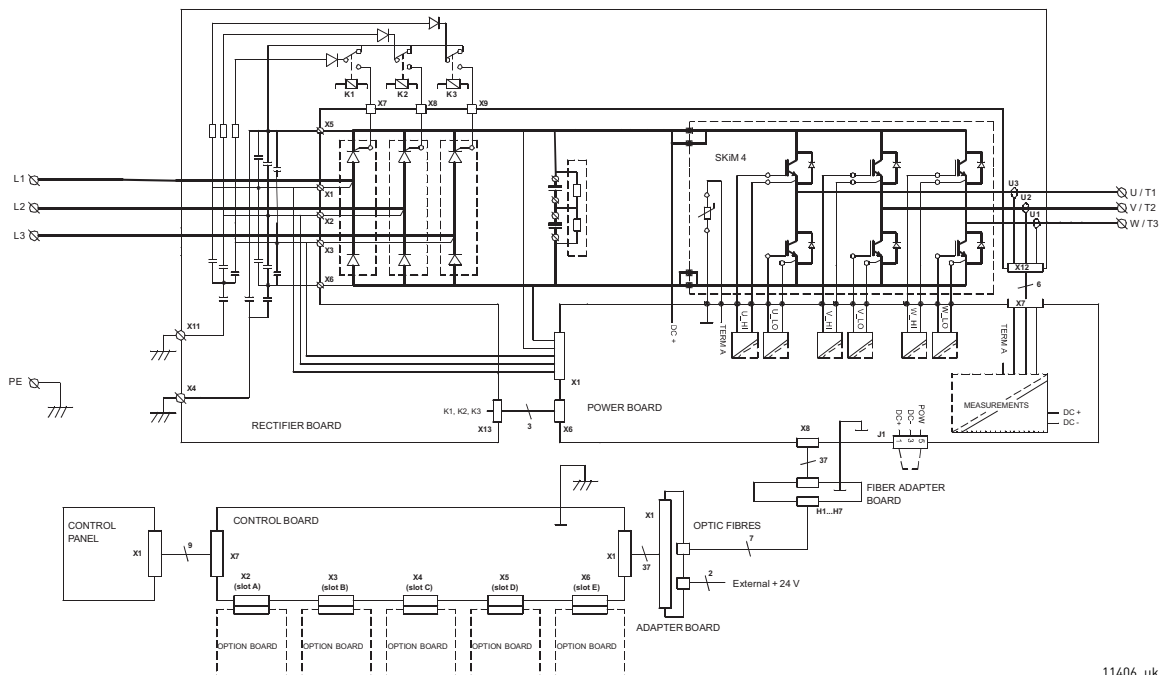 K1
K2
K3
X7
X8
X9
X5
SKiM 4
L1
X1
L2
X2
L3
X3
X6
U3
U2
U1
U / T1
V / T2
W / T3
X12
6
X7
X11
DC +
TERM A
U_HI
U_LO
V_HI
V_LO
W_HI
W_LO
TERM A
X1
MEASUREMENTS
DC +
DC -
PE
X4
RECTIFIER BOARD
K1, K2, K3
X13
3
X6
POWER BOARD
X8
J1
DC+
DC-
POW
1
3
5
37
FIBER ADAPTER
BOARD
H1...H7
CONTROL
PANEL
X1
9
X7
CONTROL BOARD
X1
37
X1
OPTIC FIBRES
7
2
External + 24 V
ADAPTER BOARD
X2
(slot A)
X3
(slot B)
X4
(slot C)
X5
(slot D)
X6
(slot E)
OPTION BOARD
OPTION BOARD
OPTION BOARD
OPTION BOARD
OPTION BOARD
11406_uk